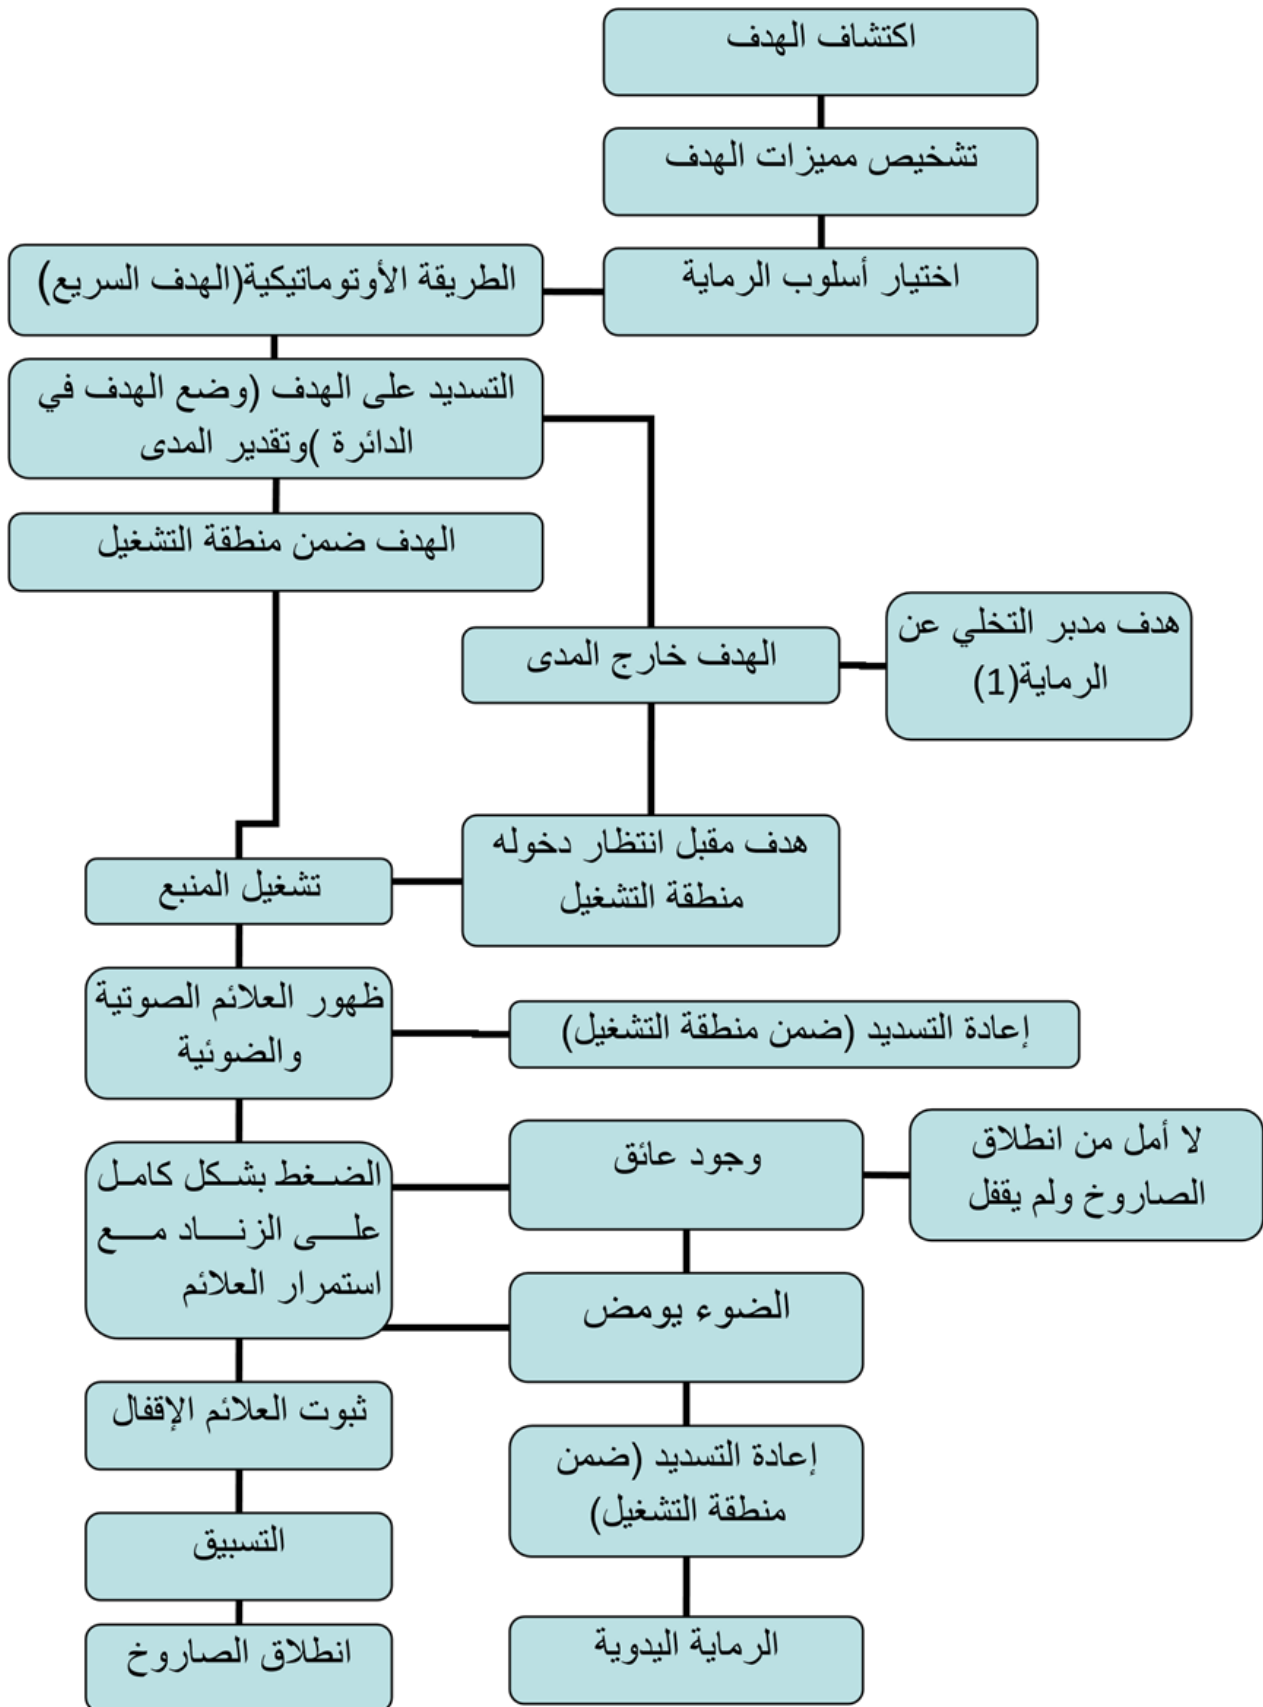 اكتشاف الهدف
تشخيص مميزات الهدف
اختيار أسلوب الرماية
الطريقة الأوتوماتيكية(الهدف السريع)
التسديد على الهدف (وضع الهدف في
الدائرة )وتقدير المدى
الهدف ضمن منطقة التشغيل
الهدف خارج المدى
هدف مدبر التخلي عن
الرماية(1)
هدف مقبل انتظار دخوله
منطقة التشغيل
تشغيل المنبع
ظهور العلائم الصوتية
والضوئية
إعادة التسديد (ضمن منطقة التشغيل)
الضغط بشكل كامل
على الزناد مع
استمرار العلائم
وجود عائق
لا أمل من انطلاق
الصاروخ ولم يقفل
الضوء يومض
ثبوت العلائم الإقفال
إعادة التسديد (ضمن
منطقة التشغيل)
التسبيق
انطلاق الصاروخ
الرماية اليدوية